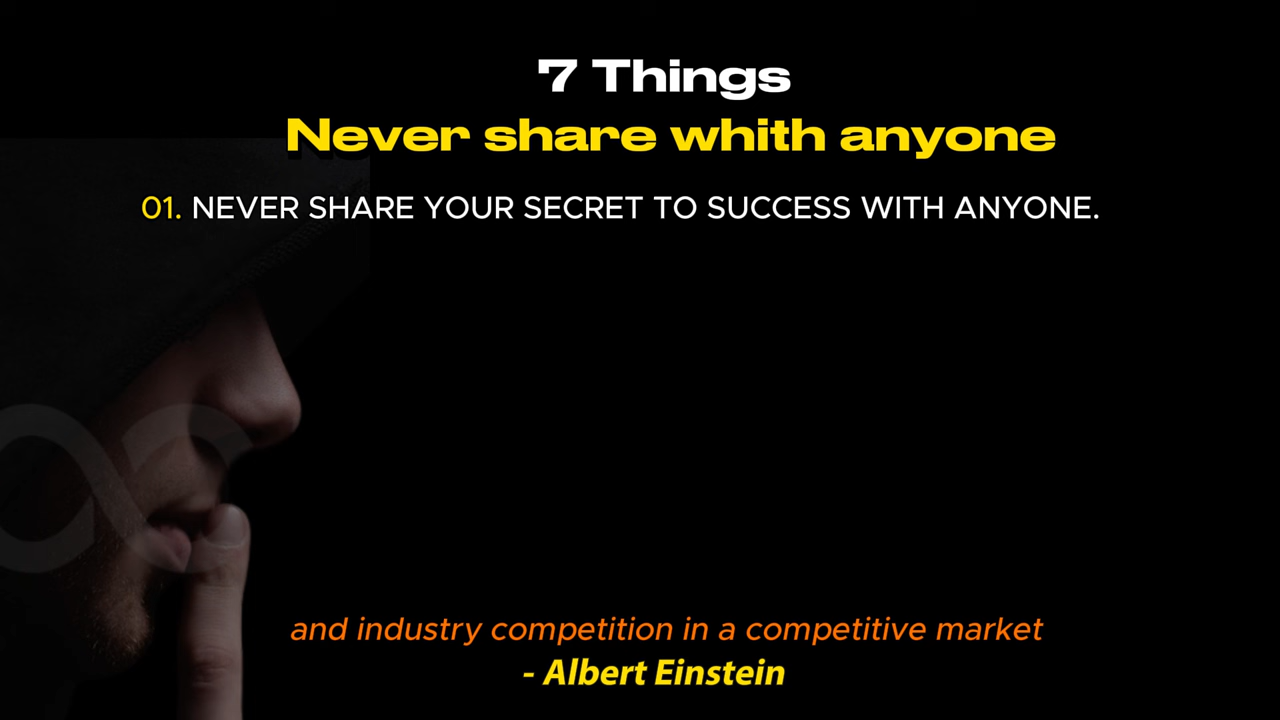 7 Things
Never share whith anyone
01. NEVER SHARE YOUR SECRET TO SUCCESS WITH ANYONE.
and industry competition in a competitive market
- Albert Einstein